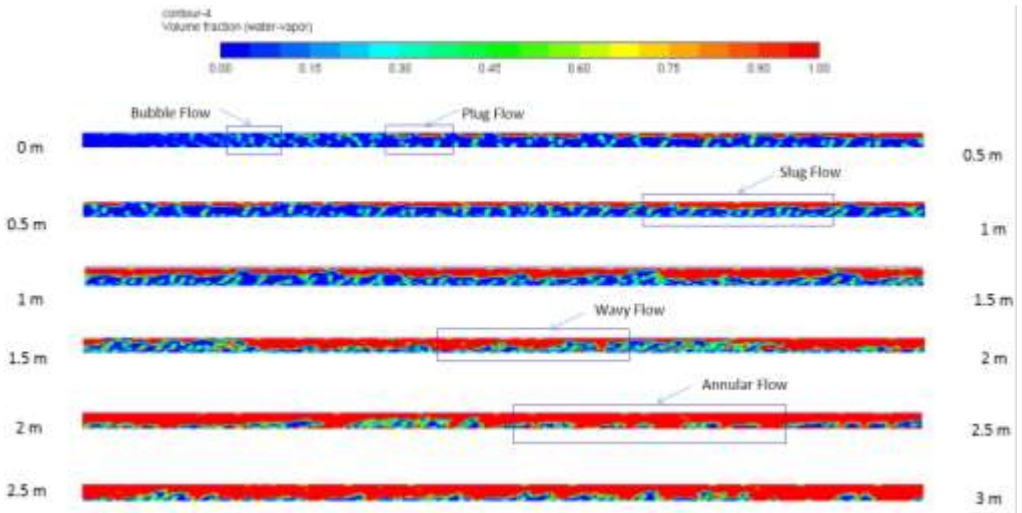 contour-4
Volume fraction (water-vapor)
0.00 0.15 0.30 0.45 0.60 0.75 0.90 1.00
Bubble Flow
Plug Flow
0 m
0.5 m
Slug Flow
0.5 m
1 m
1 m
1.5 m
Wavy Flow
1.5 m
2 m
Annular Flow
2 m
2.5 m
2.5 m
3 m